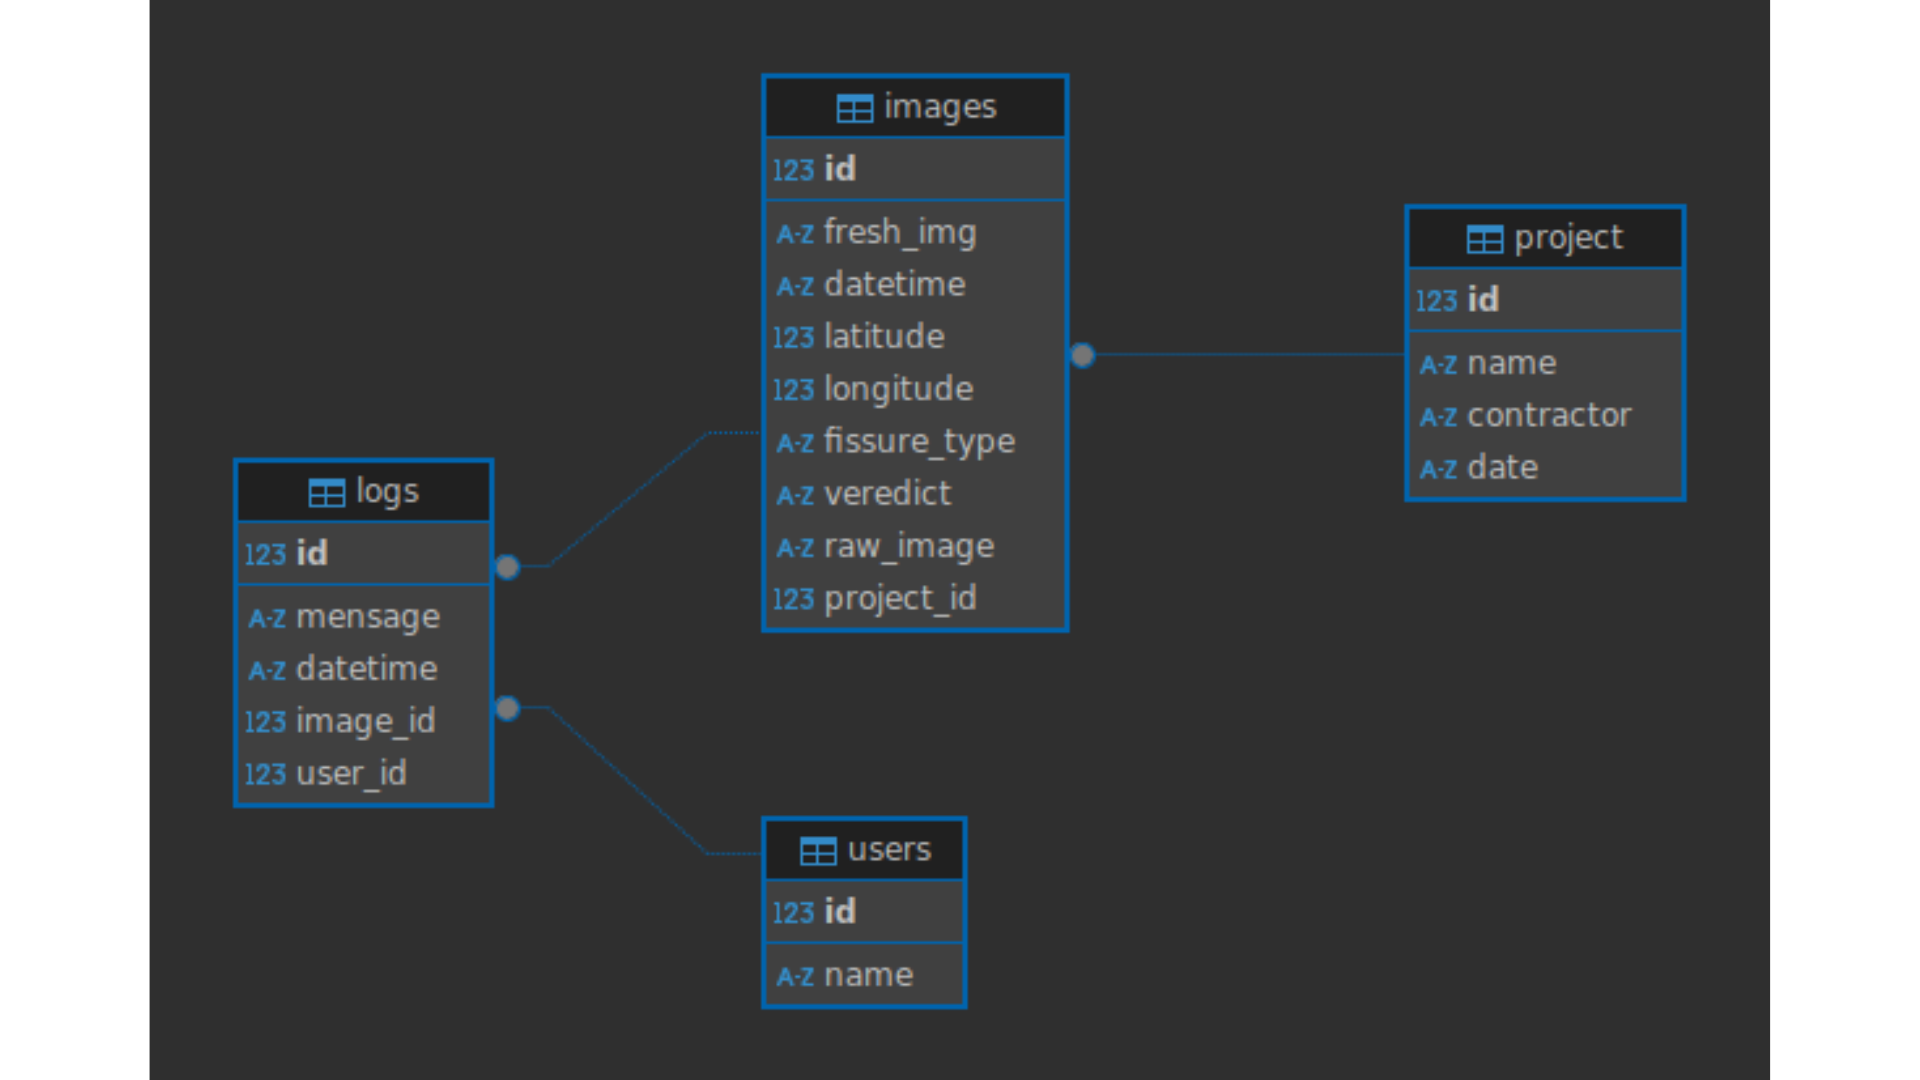 images
123 id
A-Z fresh_img
A-Z datetime
123 latitude
123 longitude
A-Z fissure_type
A-Z veredict
A-Z raw_image
123 project_id
project
123 id
A-Z name
A-Z contractor
A-Z date
logs
123 id
A-Z mensage
A-Z datetime
123 image_id
123 user_id
users
123 id
A-Z name